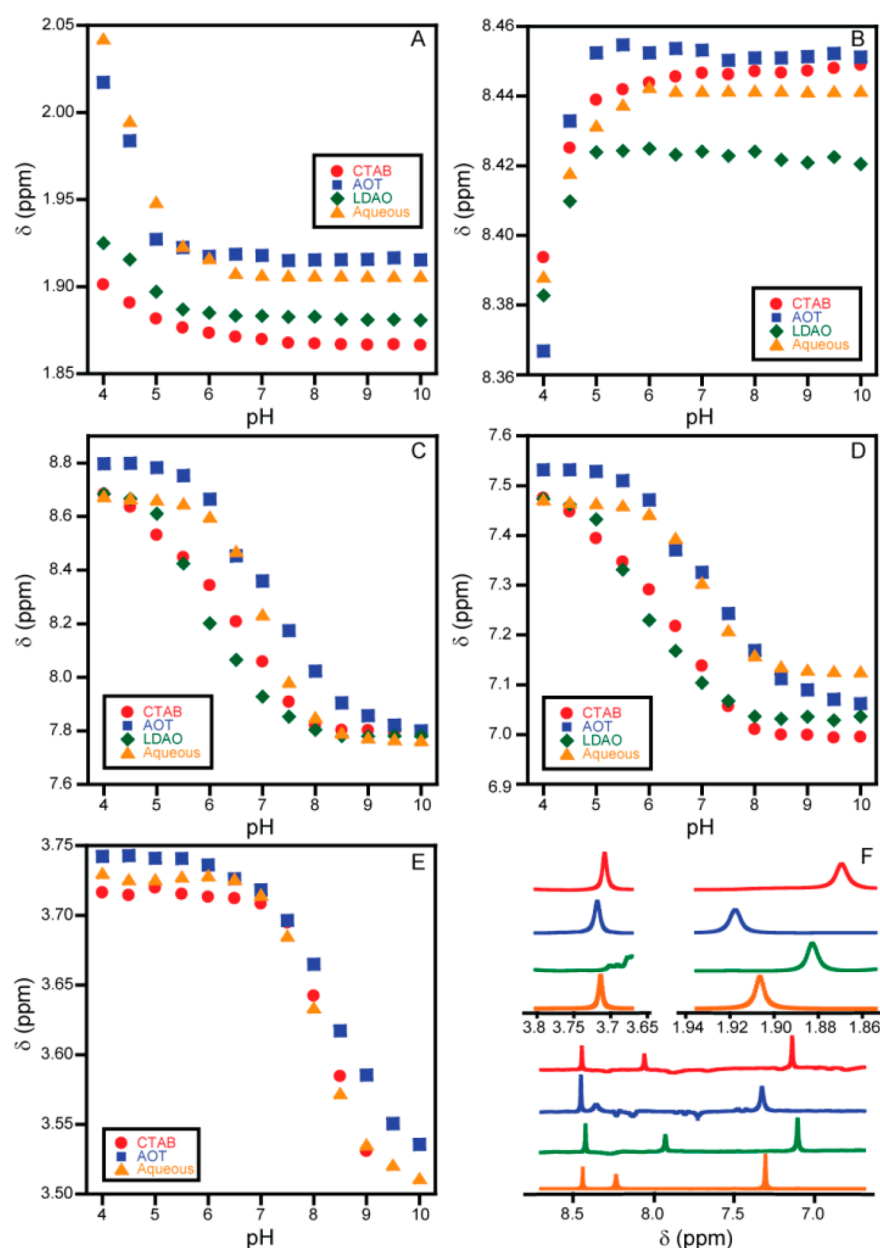 A
2.05
2.00
1.95
1.90
1.85
δ (ppm)
CTAB
AOT
LDAO
Aqueous
4 5 6 7 8 9 10
pH
B
8.46
8.44
8.42
8.40
8.38
8.36
δ (ppm)
CTAB
AOT
LDAO
Aqueous
4 5 6 7 8 9 10
pH
C
8.8
8.6
8.4
8.2
8.0
7.8
7.6
δ (ppm)
CTAB
AOT
LDAO
Aqueous
4 5 6 7 8 9 10
pH
D
7.6
7.5
7.4
7.3
7.2
7.1
7.0
6.9
δ (ppm)
CTAB
AOT
LDAO
Aqueous
4 5 6 7 8 9 10
pH
E
3.75
3.70
3.65
3.60
3.55
3.50
δ (ppm)
CTAB
AOT
Aqueous
4 5 6 7 8 9 10
pH
F
3.8 3.75 3.7 3.65 1.94 1.92 1.9 1.88 1.86
8.5 8.0 7.5 7.0
δ (ppm)